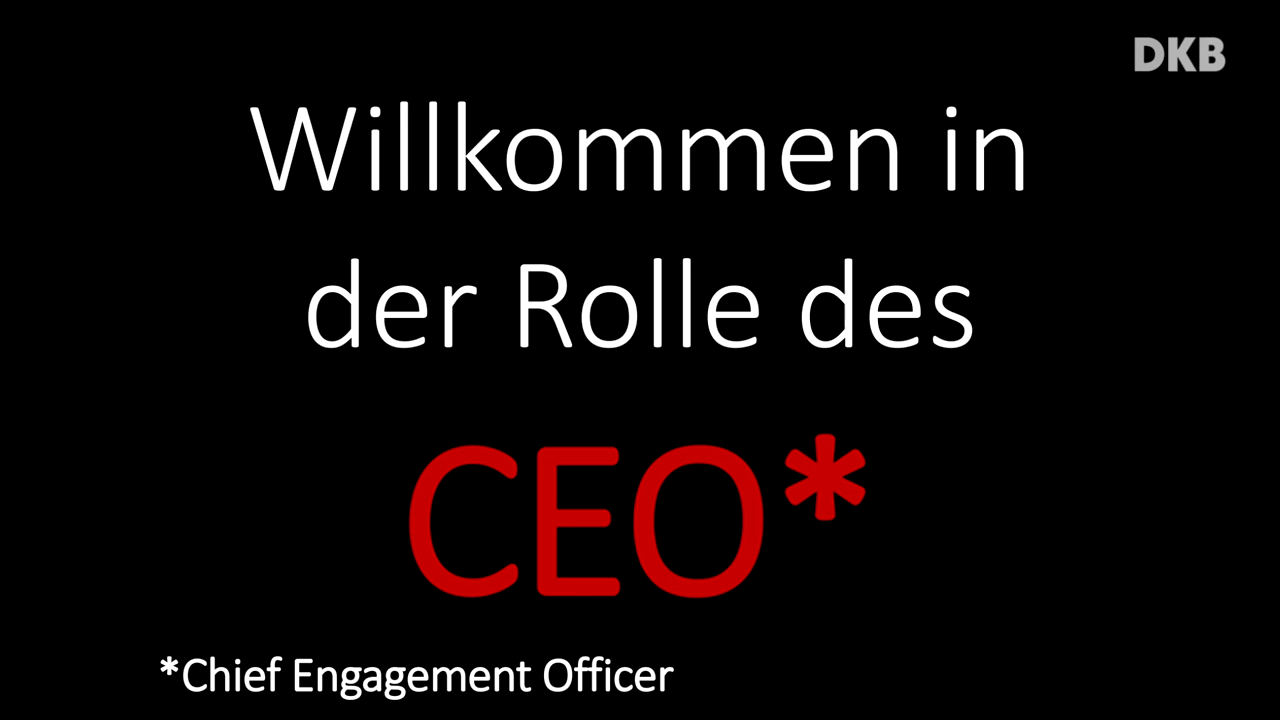 DKB
Willkommen in
der Rolle des
CEO*
*Chief Engagement Officer